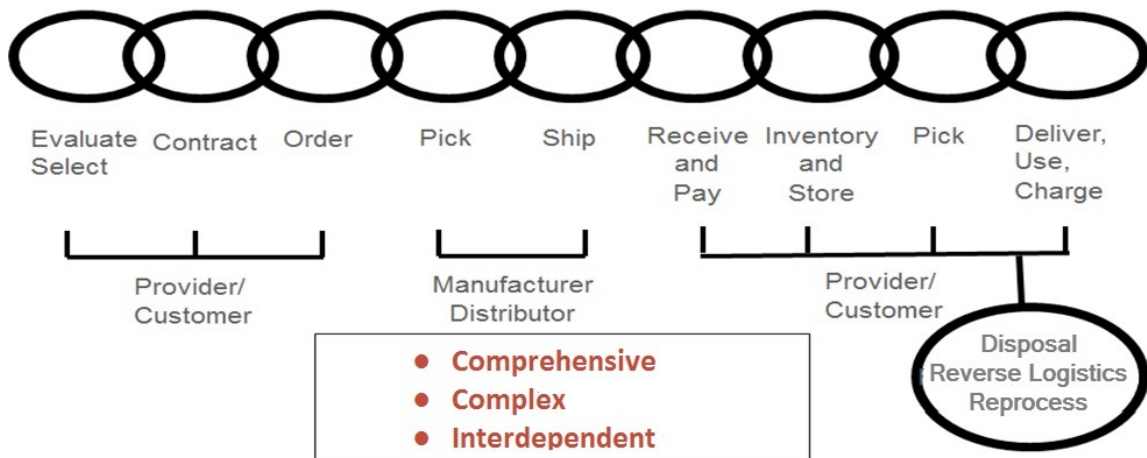 Evaluate
Select
Contract
Order
Pick
Ship
Receive
and
Pay
Inventory
and
Store
Pick
Deliver,
Use,
Charge
Provider/
Customer
Manufacturer
Distributor
Provider/
Customer
Disposal
Reverse Logistics
Reprocess
• Comprehensive
• Complex
• Interdependent